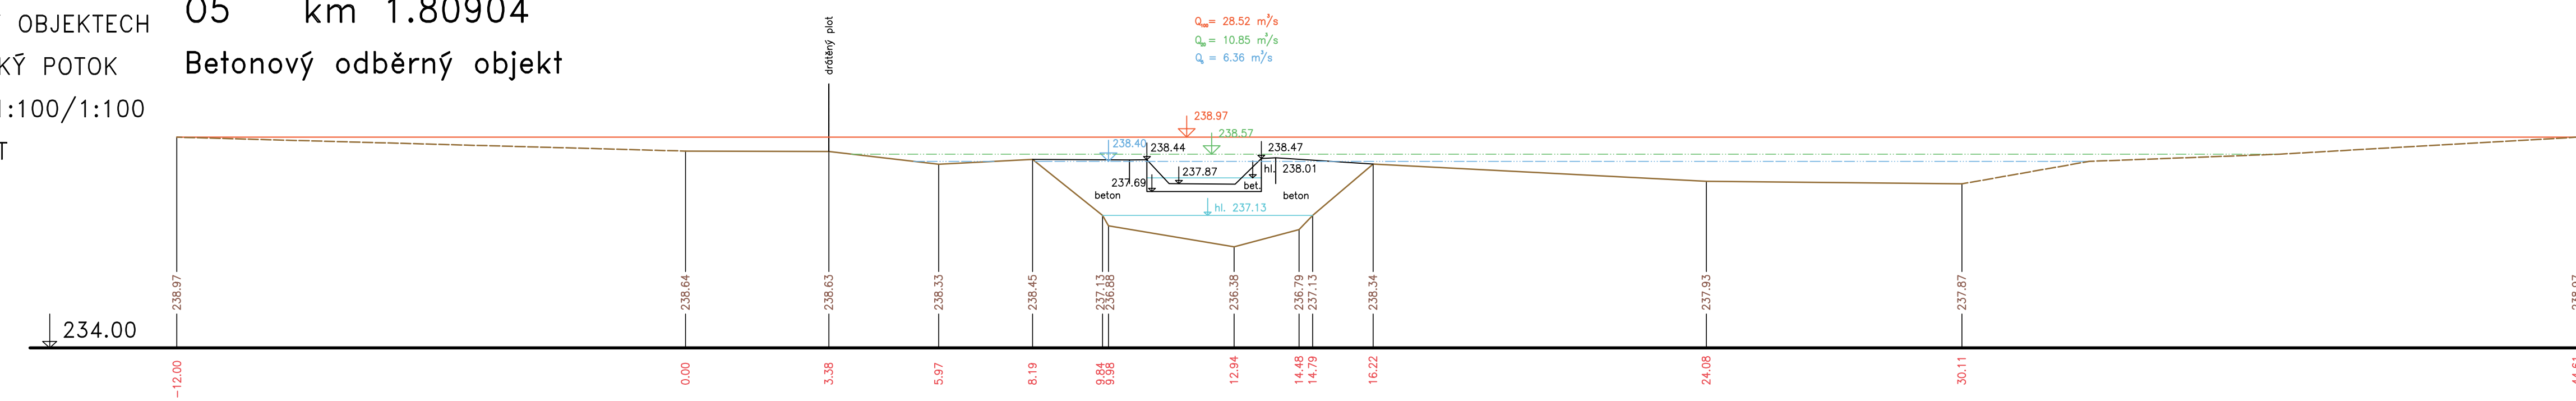 O5 km 1.80904
OBJEKTECH
Betonový odběrný objekt
KÝ POTOK
1:100/1:100
T
drátěný plot
Q₁₀₀= 28.52 m³/s
Q₂₀= 10.85 m³/s
Q₅ = 6.36 m³/s
238.97
238.57
238.40
238.44
238.47
237.87
hl. 238.01
237.69
bet.
beton
beton
hl. 237.13
234.00
238.97
238.64
238.63
238.33
238.45
237.13
236.88
236.38
236.79
237.13
238.34
237.93
237.87
238.97
-12.00
0.00
3.38
5.97
8.19
9.84
9.98
12.94
14.48
14.79
16.22
24.08
30.11
44.61